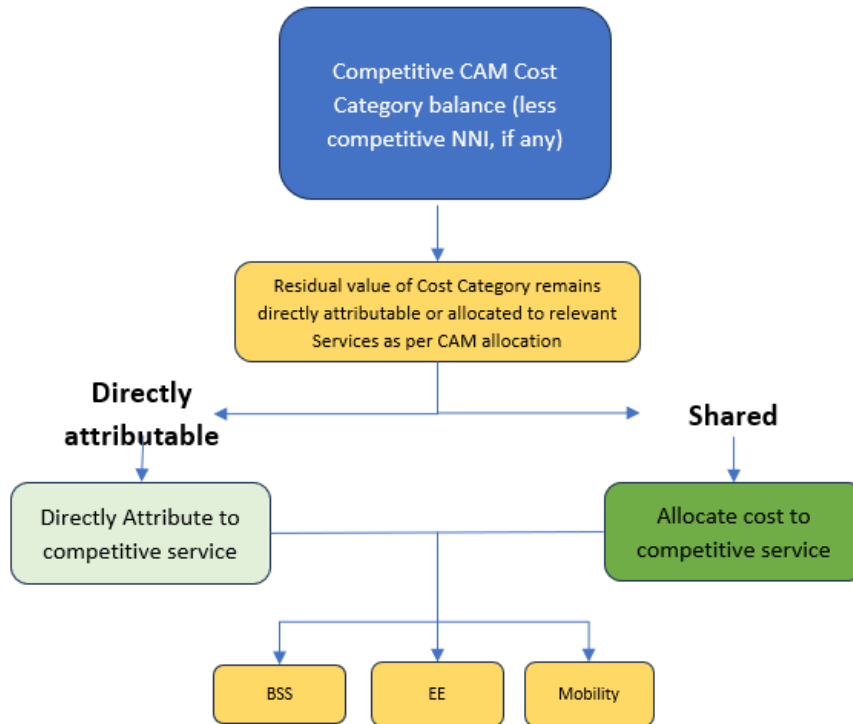 Competitive CAM Cost
Category balance (less
competitive NNI, if any)
Residual value of Cost Category remains
directly attributable or allocated to relevant
Services as per CAM allocation
Directly
attributable
Shared
Directly Attribute to
competitive service
Allocate cost to
competitive service
BSS
EE
Mobility